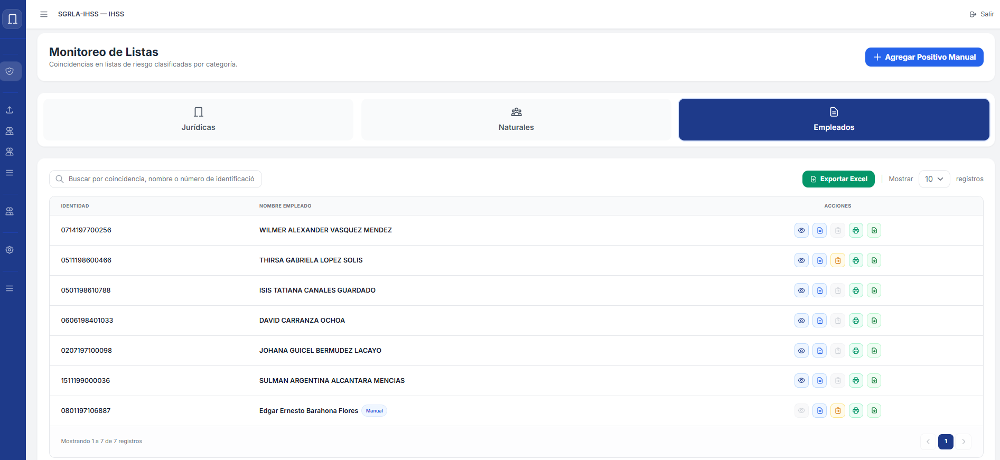 SGRLA-IHSS — IHSS
Salir
Monitoreo de Listas
Coincidencias en listas de riesgo clasificadas por categoría.
Agregar Positivo Manual
Jurídicas
Naturales
Empleados
Buscar por coincidencia, nombre o número de identificació
Exportar Excel
Mostrar 10 registros
IDENTIDAD NOMBRE EMPLEADO ACCIONES
0714197700256 WILMER ALEXANDER VASQUEZ MENDEZ
0511198600466 THIRSA GABRIELA LOPEZ SOLIS
0501198610788 ISIS TATIANA CANALES GUARDADO
0606198401033 DAVID CARRANZA OCHOA
0207197100098 JOHANA GUICEL BERMUDEZ LACAYO
1511199000036 SULMAN ARGENTINA ALCANTARA MENCIAS
0801197106887 Edgar Ernesto Barahona Flores Manual
Mostrando 1 a 7 de 7 registros
1